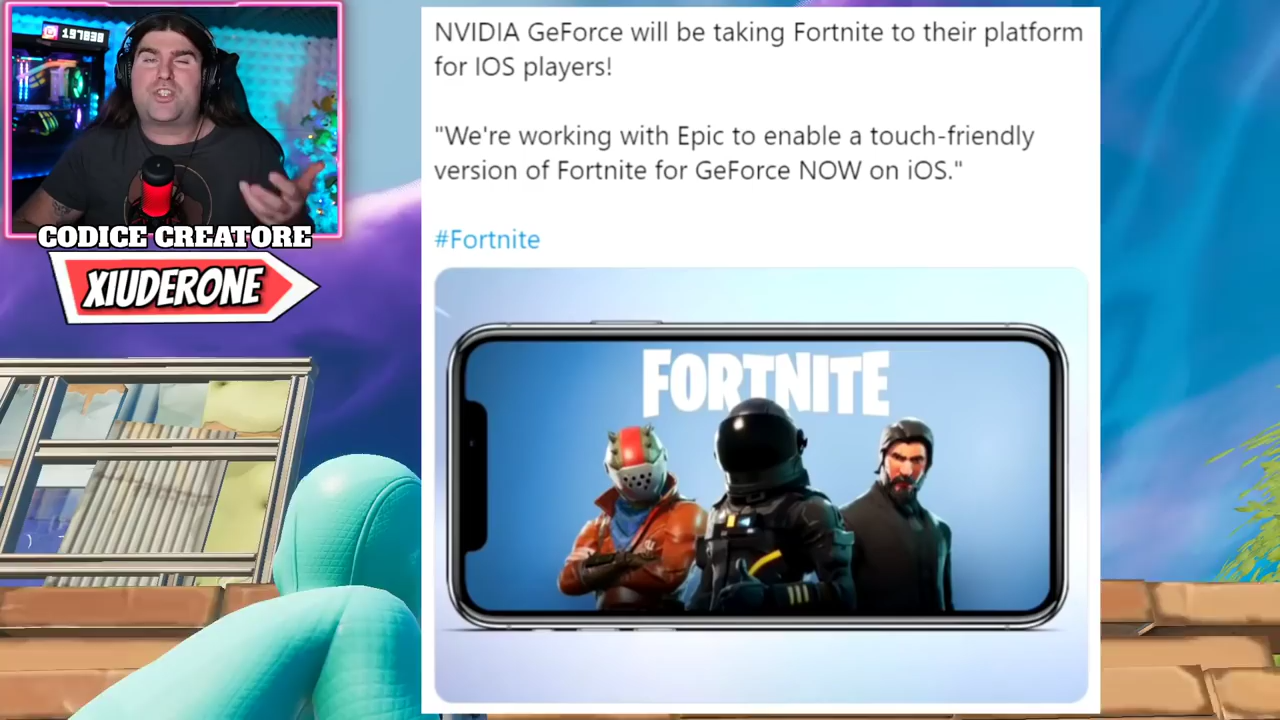 197830
CODICE CREATORE
XIUDERONE
NVIDIA GeForce will be taking Fortnite to their platform
for IOS players!
"We're working with Epic to enable a touch-friendly
version of Fortnite for GeForce NOW on iOS."
#Fortnite
FORTNITE